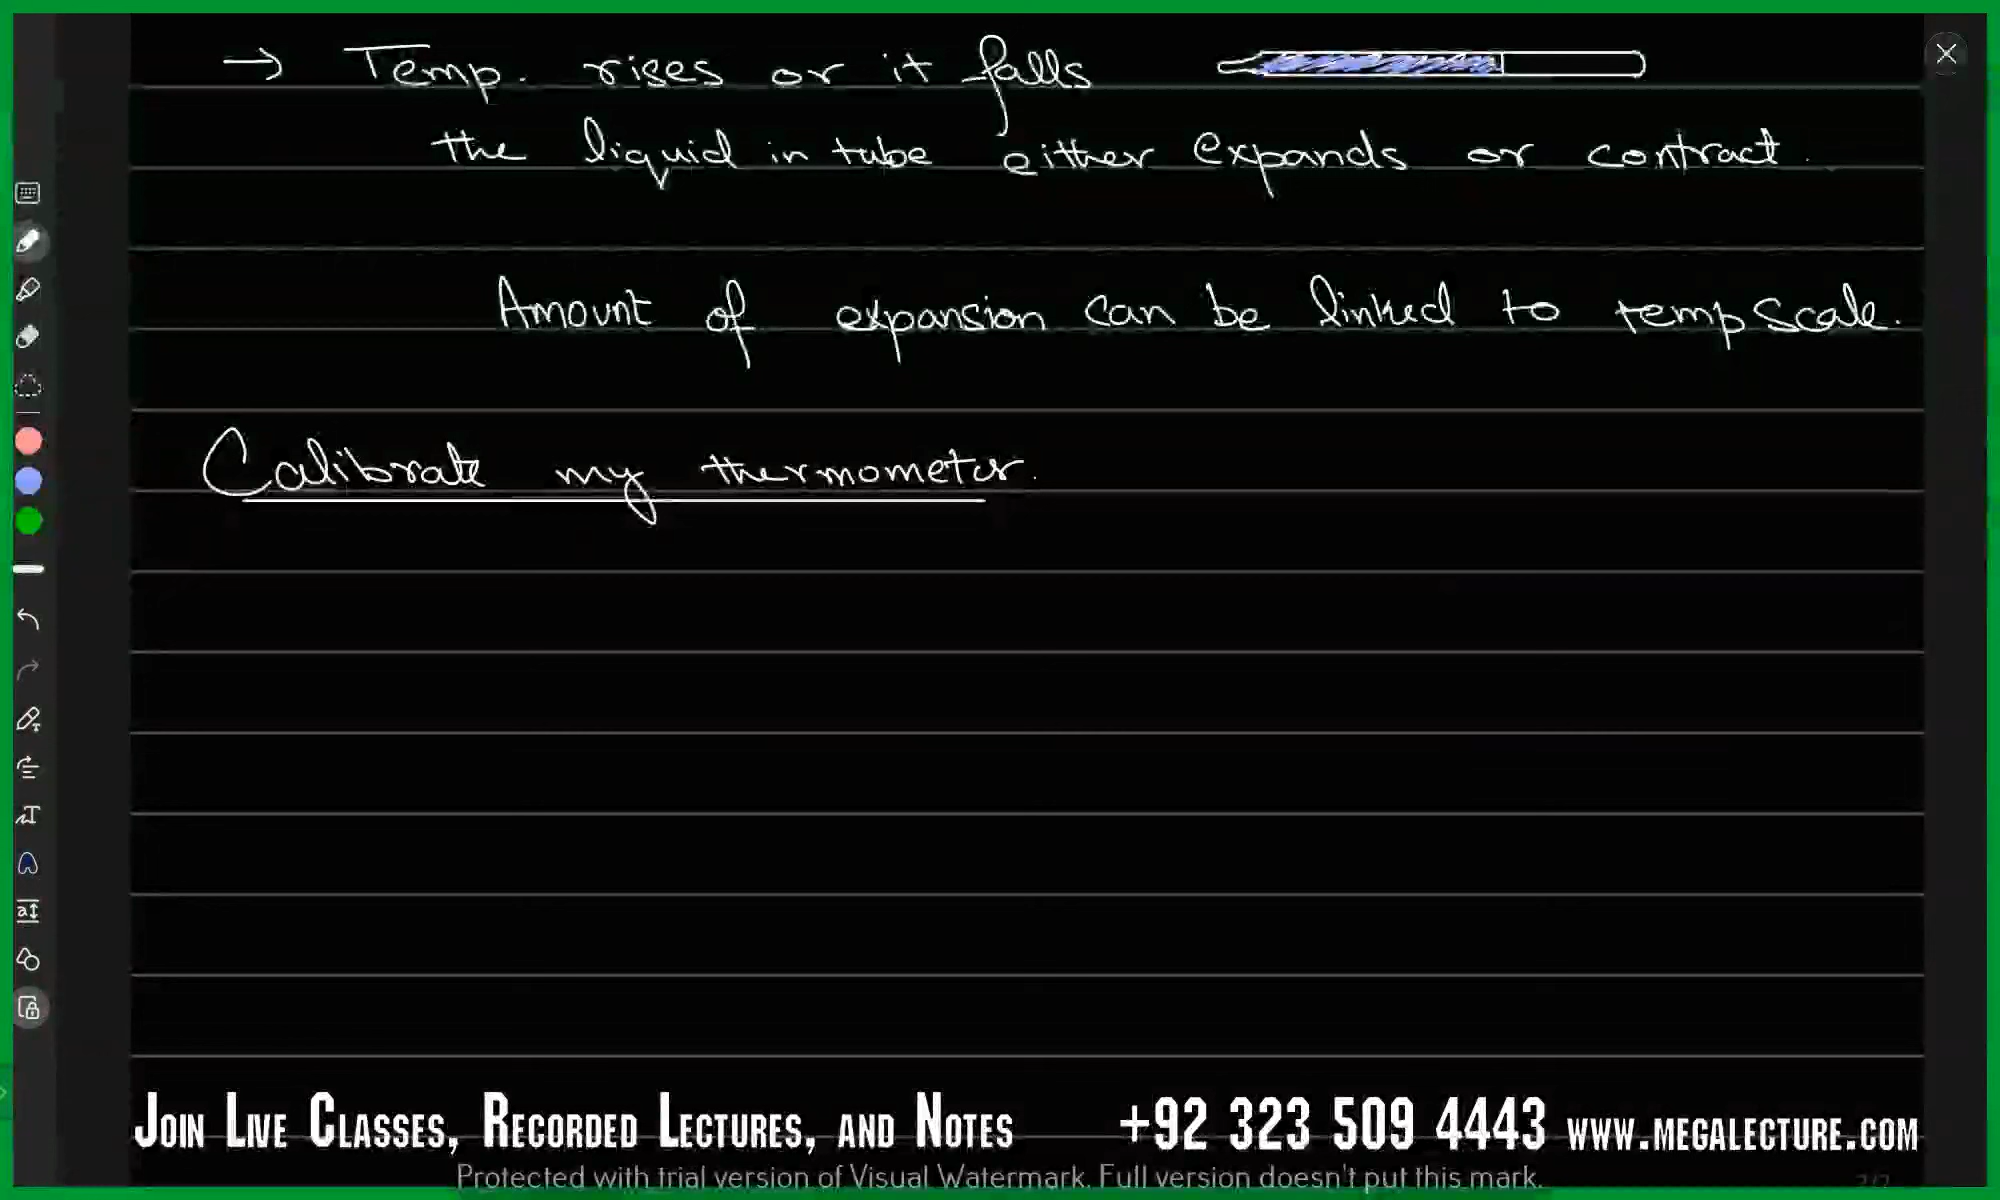 → Temp. rises or it falls
the liquid in tube either expands or contract.
Amount of expansion can be linked to temp scale.
Calibrate my thermometer.
JOIN LIVE CLASSES, RECORDED LECTURES, AND NOTES +92 323 509 4443 WWW.MEGALECTURE.COM
Protected with trial version of Visual Watermark. Full version doesn't put this mark.